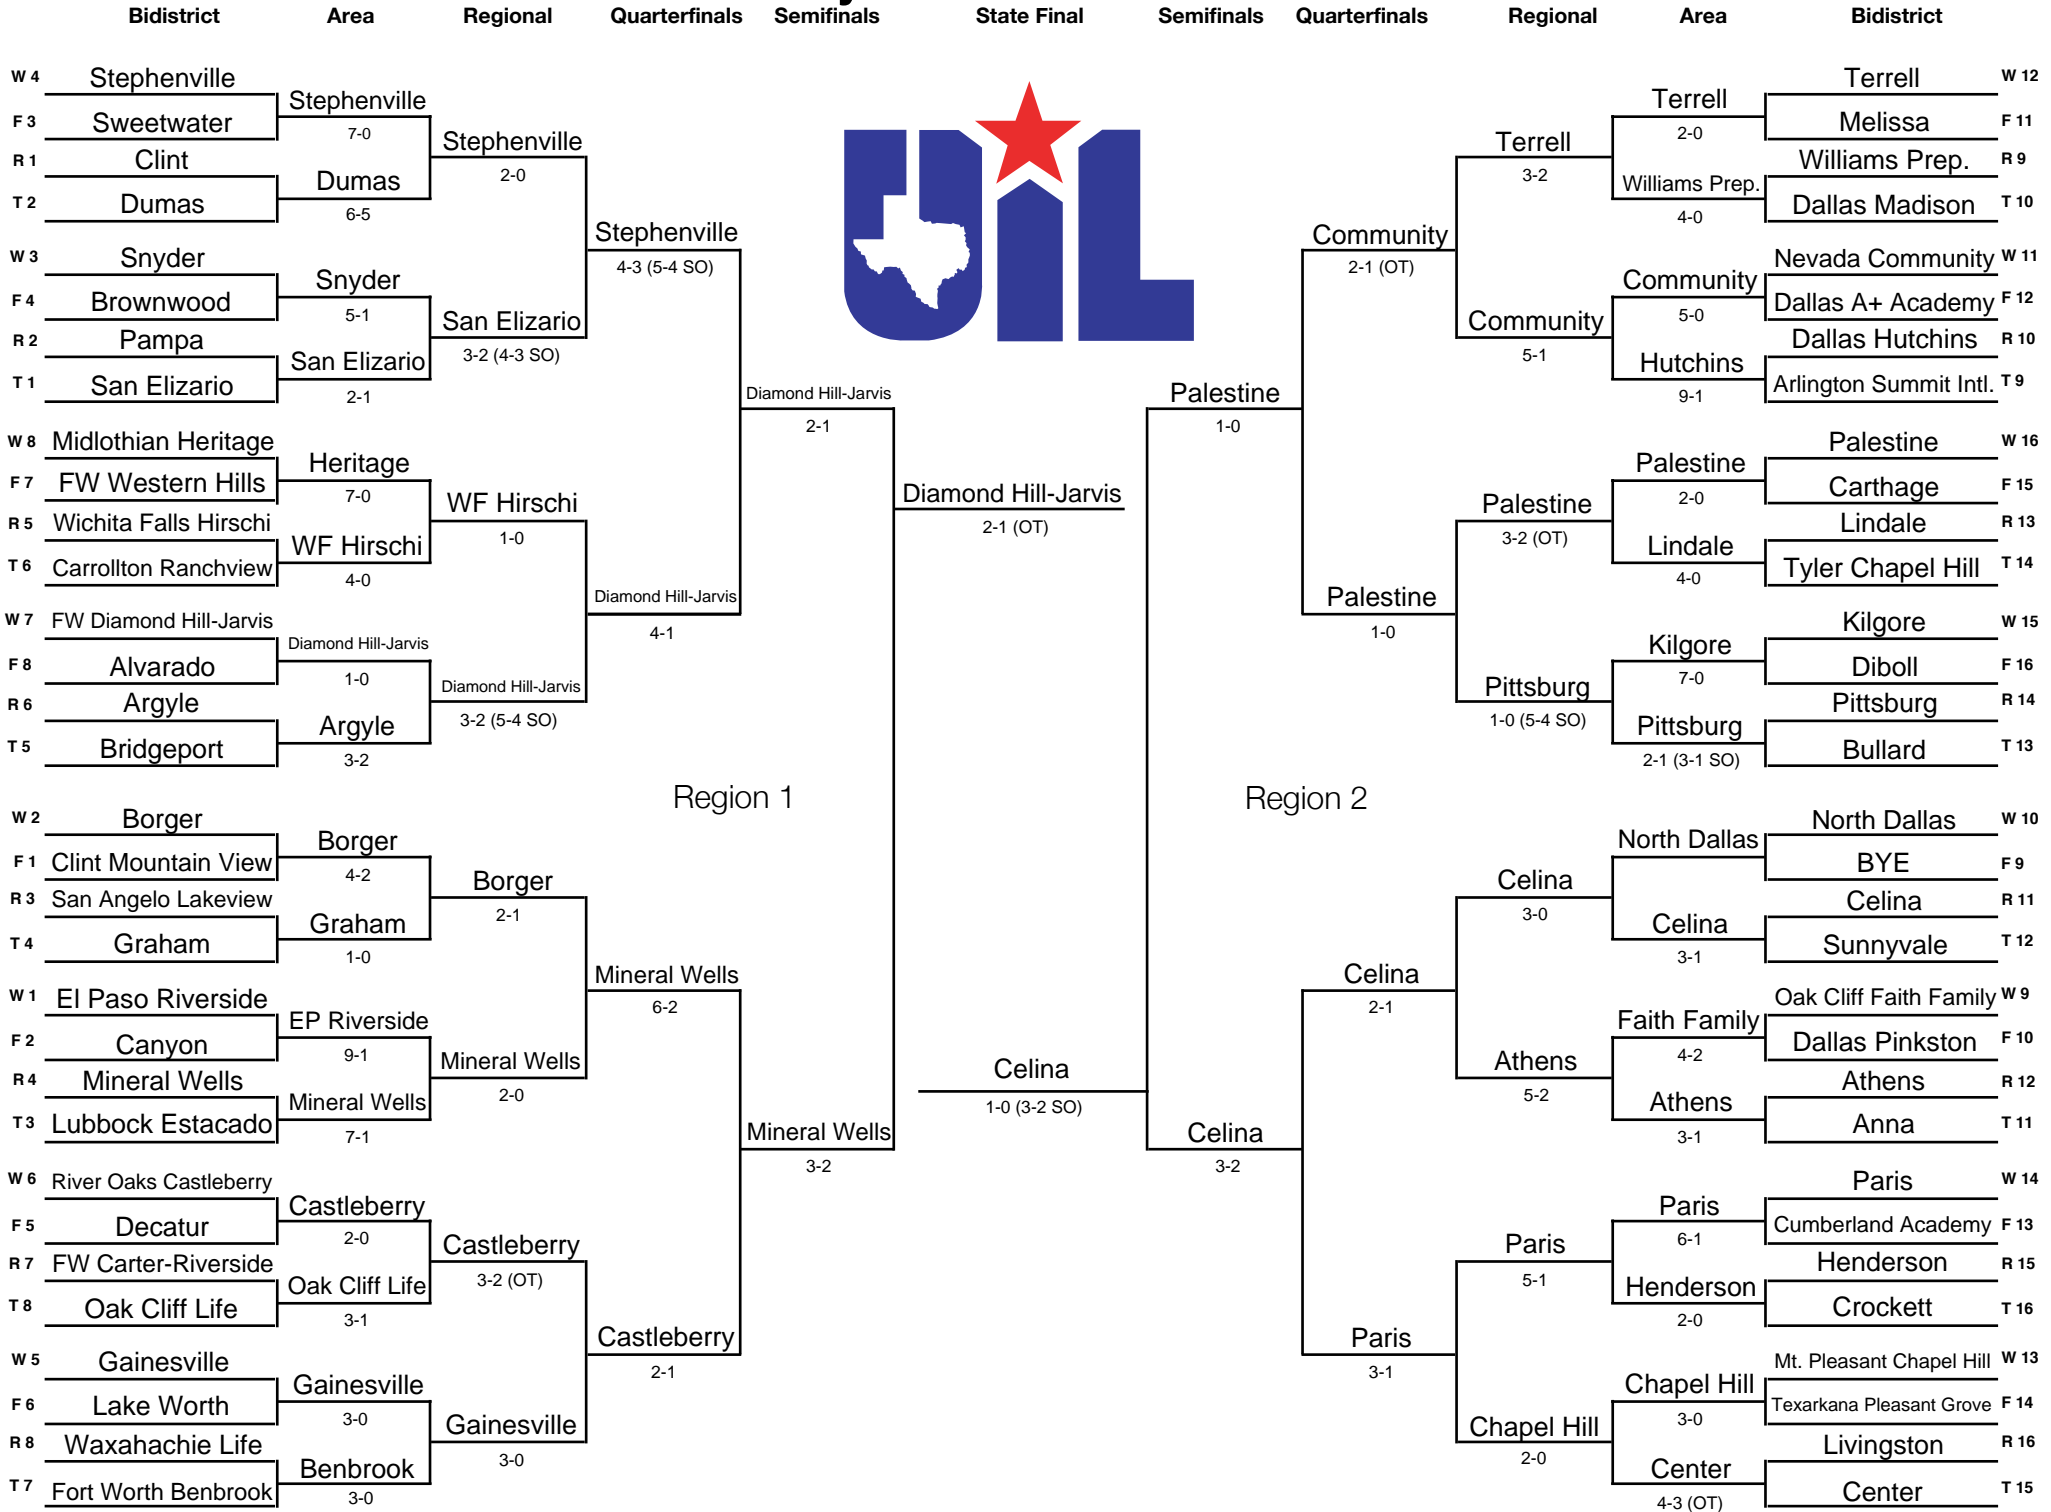 Bidistrict Area Regional Quarterfinals Semifinals State Final Semifinals Quarterfinals Regional Area Bidistrict
W 4 Stephenville
Stephenville
F 3 Sweetwater
7-0
Stephenville
R 1 Clint
2-0
Dumas
T 2 Dumas
6-5
Stephenville
4-3 (5-4 SO)
W 3 Snyder
Snyder
F 4 Brownwood
5-1
San Elizario
R 2 Pampa
3-2 (4-3 SO)
San Elizario
T 1 San Elizario
2-1
Diamond Hill-Jarvis
2-1
W 8 Midlothian Heritage
Heritage
F 7 FW Western Hills
7-0
WF Hirschi
R 5 Wichita Falls Hirschi
1-0
WF Hirschi
T 6 Carrollton Ranchview
4-0
Diamond Hill-Jarvis
4-1
W 7 FW Diamond Hill-Jarvis
Diamond Hill-Jarvis
F 8 Alvarado
1-0
Diamond Hill-Jarvis
R 6 Argyle
3-2 (5-4 SO)
Argyle
T 5 Bridgeport
3-2
Region 1
W 2 Borger
Borger
F 1 Clint Mountain View
4-2
Borger
R 3 San Angelo Lakeview
2-1
Graham
T 4 Graham
1-0
Mineral Wells
6-2
W 1 El Paso Riverside
EP Riverside
F 2 Canyon
9-1
Mineral Wells
R 4 Mineral Wells
2-0
Mineral Wells
T 3 Lubbock Estacado
7-1
Mineral Wells
3-2
W 6 River Oaks Castleberry
Castleberry
F 5 Decatur
2-0
Castleberry
R 7 FW Carter-Riverside
3-2 (OT)
Oak Cliff Life
T 8 Oak Cliff Life
3-1
Castleberry
2-1
W 5 Gainesville
Gainesville
F 6 Lake Worth
3-0
Gainesville
R 8 Waxahachie Life
3-0
Benbrook
T 7 Fort Worth Benbrook
3-0
UIL
Diamond Hill-Jarvis
2-1 (OT)
Celina
1-0 (3-2 SO)
Terrell W 12
Terrell
2-0
Melissa F 11
Terrell
3-2
Williams Prep. R 9
Williams Prep.
4-0
Dallas Madison T 10
Community
2-1 (OT)
Nevada Community W 11
Community
5-0
Dallas A+ Academy F 12
Community
5-1
Dallas Hutchins R 10
Hutchins
9-1
Arlington Summit Intl. T 9
Palestine
1-0
Palestine W 16
Palestine
2-0
Carthage F 15
Palestine
3-2 (OT)
Lindale R 13
Lindale
4-0
Tyler Chapel Hill T 14
Palestine
1-0
Kilgore W 15
Kilgore
7-0
Diboll F 16
Pittsburg
1-0 (5-4 SO)
Pittsburg R 14
Pittsburg
2-1 (3-1 SO)
Bullard T 13
Region 2
North Dallas W 10
North Dallas
BYE F 9
Celina
3-0
Celina R 11
Celina
3-1
Sunnyvale T 12
Celina
2-1
Oak Cliff Faith Family W 9
Faith Family
4-2
Dallas Pinkston F 10
Athens
5-2
Athens R 12
Athens
3-1
Anna T 11
Celina
3-2
Paris W 14
Paris
6-1
Cumberland Academy F 13
Paris
5-1
Henderson R 15
Henderson
2-0
Crockett T 16
Paris
3-1
Mt. Pleasant Chapel Hill W 13
Chapel Hill
3-0
Texarkana Pleasant Grove F 14
Chapel Hill
2-0
Livingston R 16
Center
4-3 (OT)
Center T 15